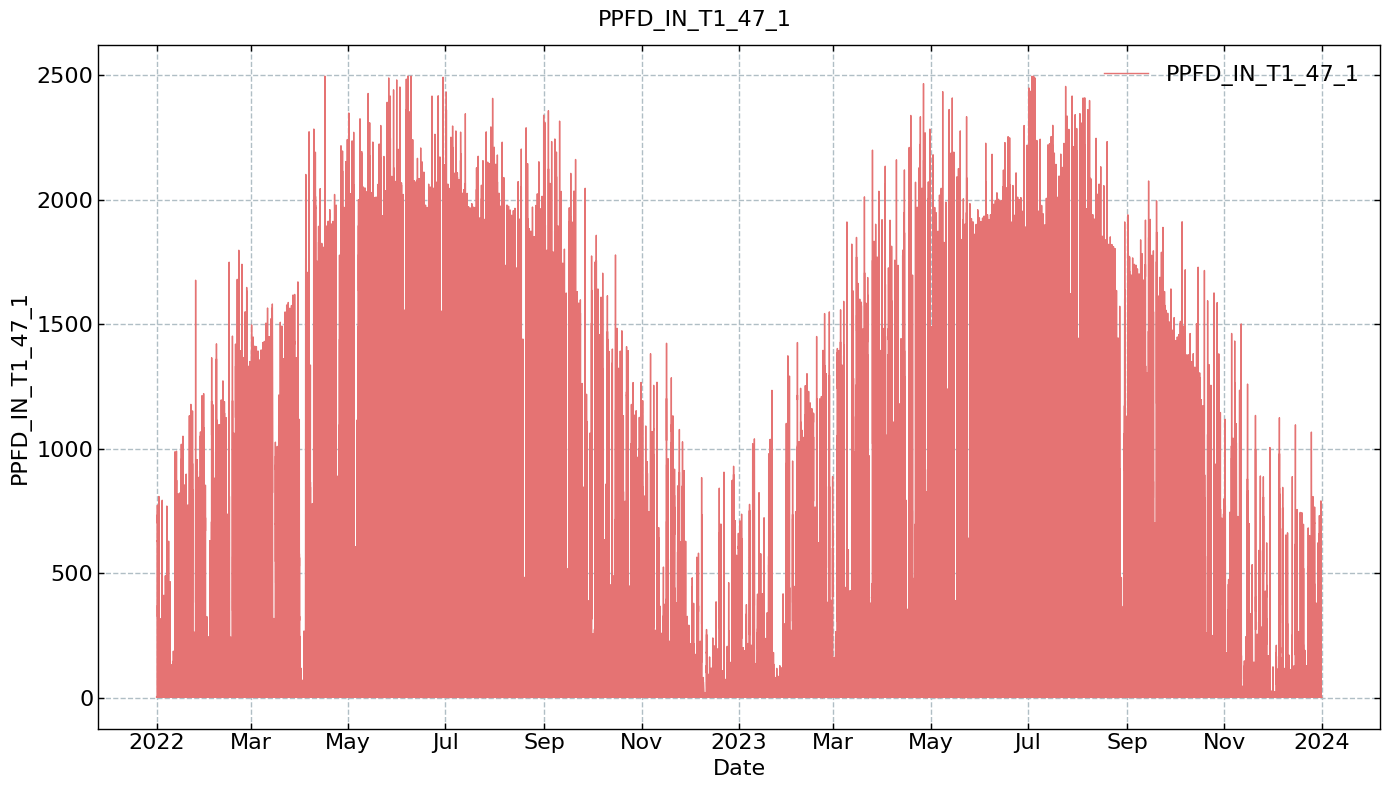 PPFD_IN_T1_47_1
PPFD_IN_T1_47_1
2500
2000
1500
1000
500
0
PPFD_IN_T1_47_1
2022 Mar May Jul Sep Nov 2023 Mar May Jul Sep Nov 2024
Date